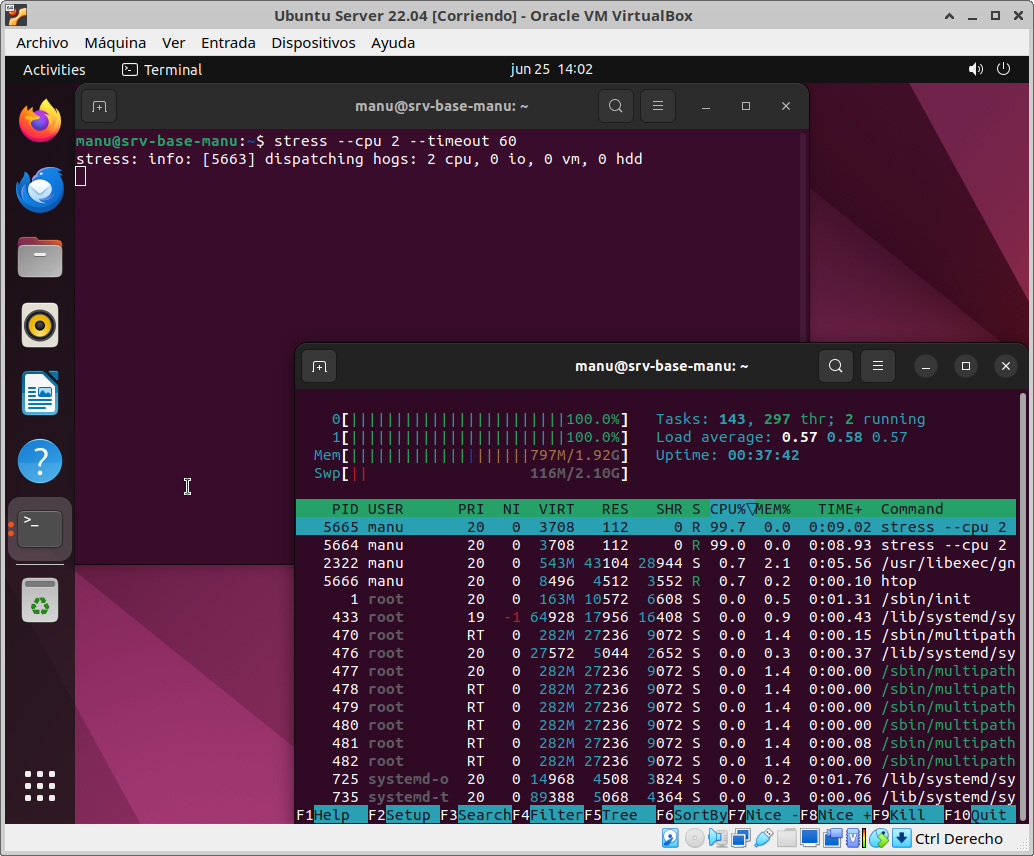 Ubuntu Server 22.04 [Corriendo] - Oracle VM VirtualBox
Archivo Máquina Ver Entrada Dispositivos Ayuda
Activities Terminal jun 25 14:02
manu@srv-base-manu: ~
manu@srv-base-manu:~$ stress --cpu 2 --timeout 60
stress: info: [5663] dispatching hogs: 2 cpu, 0 io, 0 vm, 0 hdd
manu@srv-base-manu: ~
0[||||||||||||||||||||||||100.0%] Tasks: 143, 297 thr; 2 running
1[||||||||||||||||||||||||100.0%] Load average: 0.57 0.58 0.57
Mem[||||||||||||||||||||797M/1.92G] Uptime: 00:37:42
Swp[|| 116M/2.10G]
PID USER PRI NI VIRT RES SHR S CPU%▽MEM% TIME+ Command
5665 manu 20 0 3708 112 0 R 99.7 0.0 0:09.02 stress --cpu 2
5664 manu 20 0 3708 112 0 R 99.0 0.0 0:08.93 stress --cpu 2
2322 manu 20 0 543M 43104 28944 S 0.7 2.1 0:05.56 /usr/libexec/gn
5666 manu 20 0 8496 4512 3552 R 0.7 0.2 0:00.10 htop
1 root 20 0 163M 10572 6608 S 0.0 0.5 0:01.31 /sbin/init
433 root 19 -1 64928 17956 16408 S 0.0 0.9 0:00.43 /lib/systemd/sy
470 root RT 0 282M 27236 9072 S 0.0 1.4 0:00.15 /sbin/multipath
476 root 20 0 27572 5044 2652 S 0.0 0.3 0:00.37 /lib/systemd/sy
477 root 20 0 282M 27236 9072 S 0.0 1.4 0:00.00 /sbin/multipath
478 root RT 0 282M 27236 9072 S 0.0 1.4 0:00.00 /sbin/multipath
479 root RT 0 282M 27236 9072 S 0.0 1.4 0:00.00 /sbin/multipath
480 root RT 0 282M 27236 9072 S 0.0 1.4 0:00.00 /sbin/multipath
481 root RT 0 282M 27236 9072 S 0.0 1.4 0:00.08 /sbin/multipath
482 root RT 0 282M 27236 9072 S 0.0 1.4 0:00.00 /sbin/multipath
725 systemd-o 20 0 14968 4508 3824 S 0.0 0.2 0:01.76 /lib/systemd/sy
735 systemd-t 20 0 89388 5068 4364 S 0.0 0.3 0:00.06 /lib/systemd/sy
F1Help F2Setup F3SearchF4FilterF5Tree F6SortByF7Nice -F8Nice +F9Kill F10Quit
Ctrl Derecho